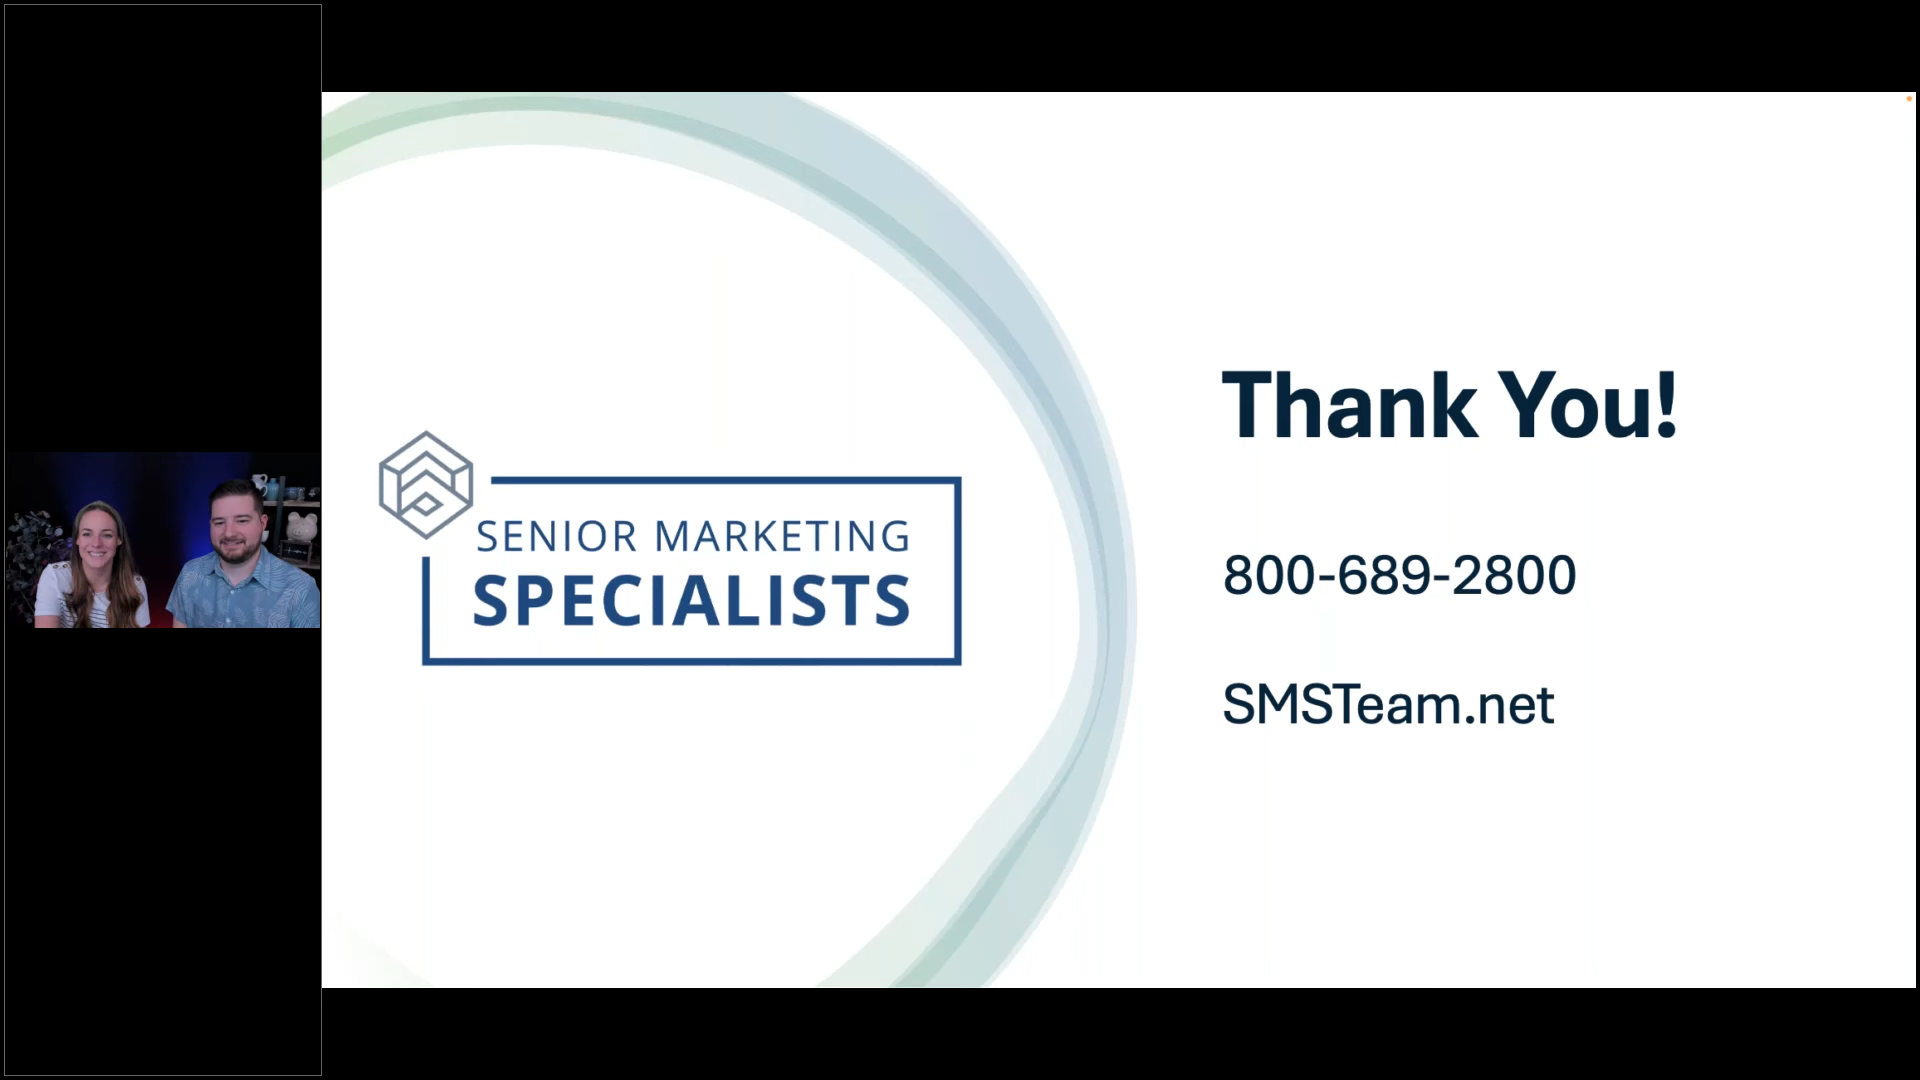 SENIOR MARKETING
SPECIALISTS
Thank You!
800-689-2800
SMSTeam.net